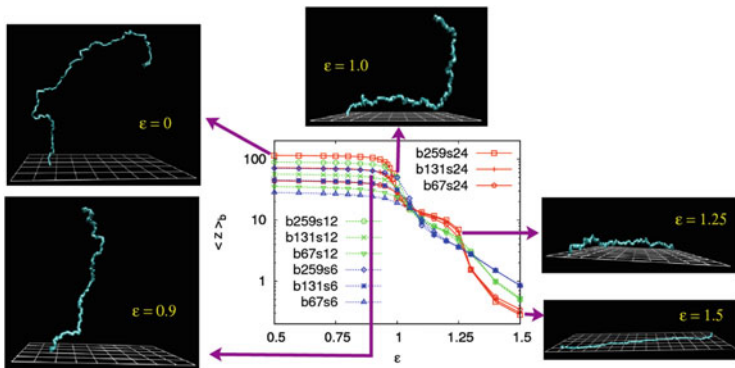 ε = 0
ε = 1.0
ε = 0.9
ε = 1.25
ε = 1.5
100
10
1
< z >b
b259s24
b131s24
b67s24
b259s12
b131s12
b67s12
b259s6
b131s6
b67s6
0.5 0.75 1 1.25 1.5
ε